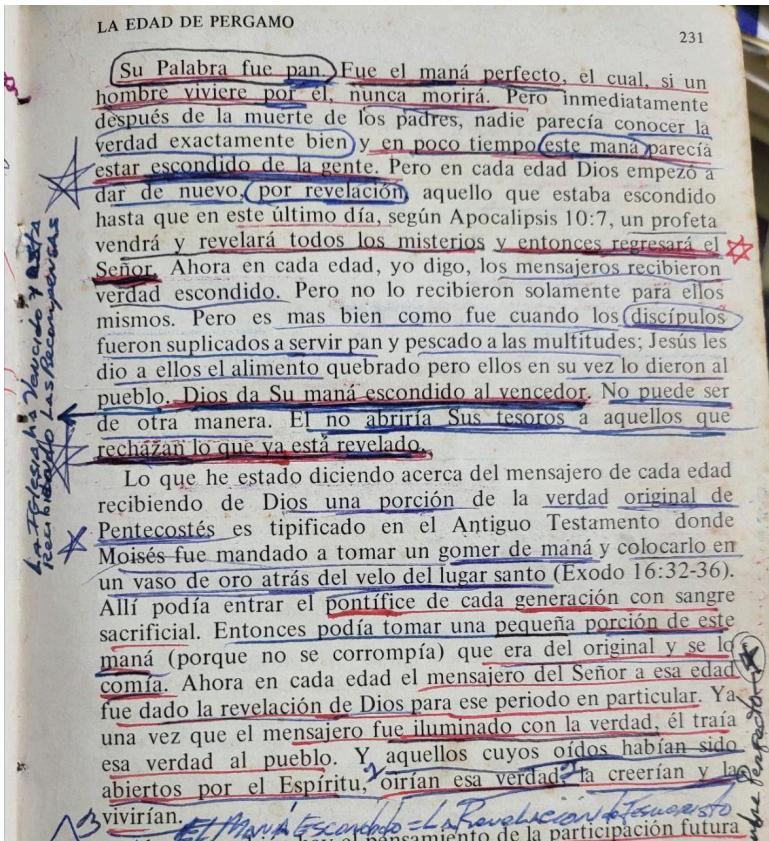 LA EDAD DE PERGAMO
231
Su Palabra fue pan. Fue el maná perfecto, el cual, si un
hombre viviere por él, nunca morirá. Pero inmediatamente
después de la muerte de los padres, nadie parecía conocer la
verdad exactamente bien y en poco tiempo este maná parecía
estar escondido de la gente. Pero en cada edad Dios empezó a
dar de nuevo, por revelación, aquello que estaba escondido
hasta que en este último día, según Apocalipsis 10:7, un profeta
vendrá y revelará todos los misterios y entonces regresará el
Señor. Ahora en cada edad, yo digo, los mensajeros recibieron
verdad escondido. Pero no lo recibieron solamente para ellos
mismos. Pero es mas bien como fue cuando los discípulos
fueron suplicados a servir pan y pescado a las multitudes; Jesús les
dio a ellos el alimento quebrado pero ellos en su vez lo dieron al
pueblo. Dios da Su maná escondido al vencedor. No puede ser
de otra manera. El no abriría Sus tesoros a aquellos que
rechazan lo que ya está revelado.
Lo que he estado diciendo acerca del mensajero de cada edad
recibiendo de Dios una porción de la verdad original de
Pentecostés es tipificado en el Antiguo Testamento donde
Moisés fue mandado a tomar un gomer de maná y colocarlo en
un vaso de oro atrás del velo del lugar santo (Exodo 16:32-36).
Allí podía entrar el pontífice de cada generación con sangre
sacrificial. Entonces podía tomar una pequeña porción de este
maná (porque no se corrompía) que era del original y se lo
comía. Ahora en cada edad el mensajero del Señor a esa edad
fue dado la revelación de Dios para ese periodo en particular. Ya
una vez que el mensajero fue iluminado con la verdad, él traía
esa verdad al pueblo. Y aquellos cuyos oídos habían sido
abiertos por el Espíritu, oirían esa verdad, la creerían y la
vivirían.
El Maná Escondido = La Revelación de Jesucristo
pensamiento de la participación futura
La Iglesia ha Vencido y esta
Recibiendo Las Recompensas
Perfecto